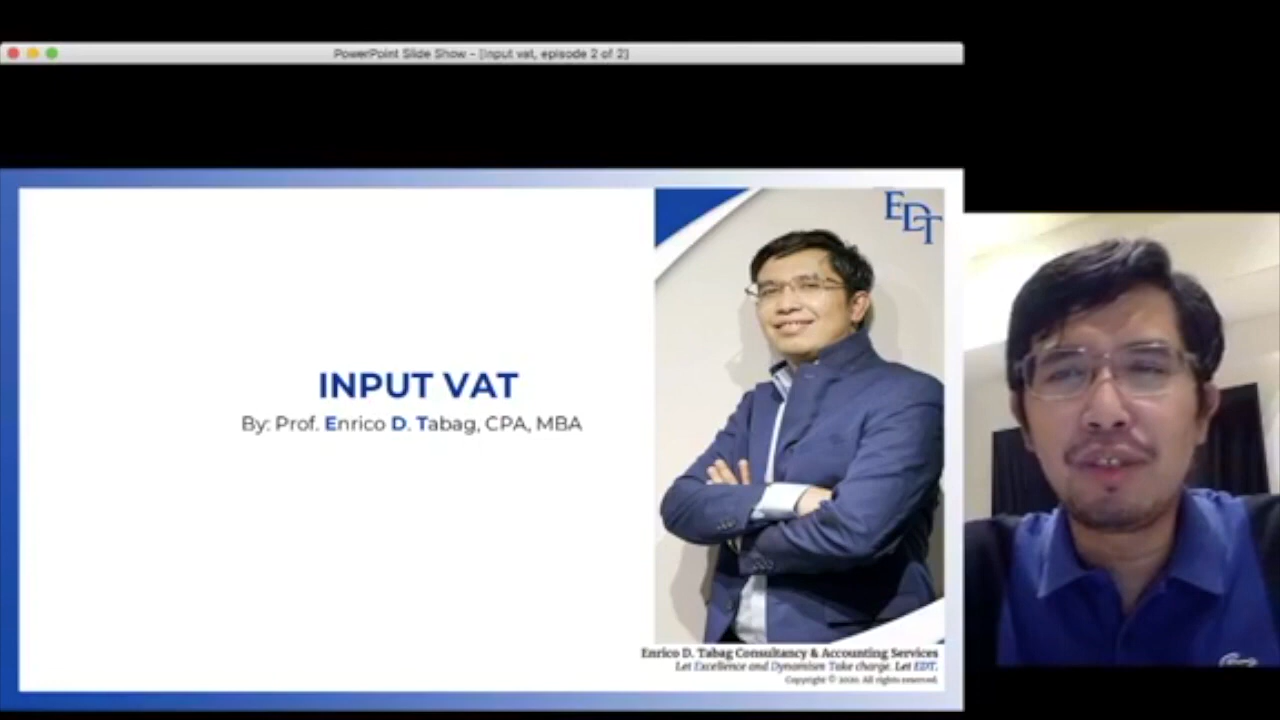 PowerPoint Slide Show - [Input vat, episode 2 of 2]
EDT
INPUT VAT
By: Prof. Enrico D. Tabag, CPA, MBA
Enrico D. Tabag Consultancy & Accounting Services
Let Excellence and Dynamism Take charge. Let EDT.
Copyright © 2020. All rights reserved.